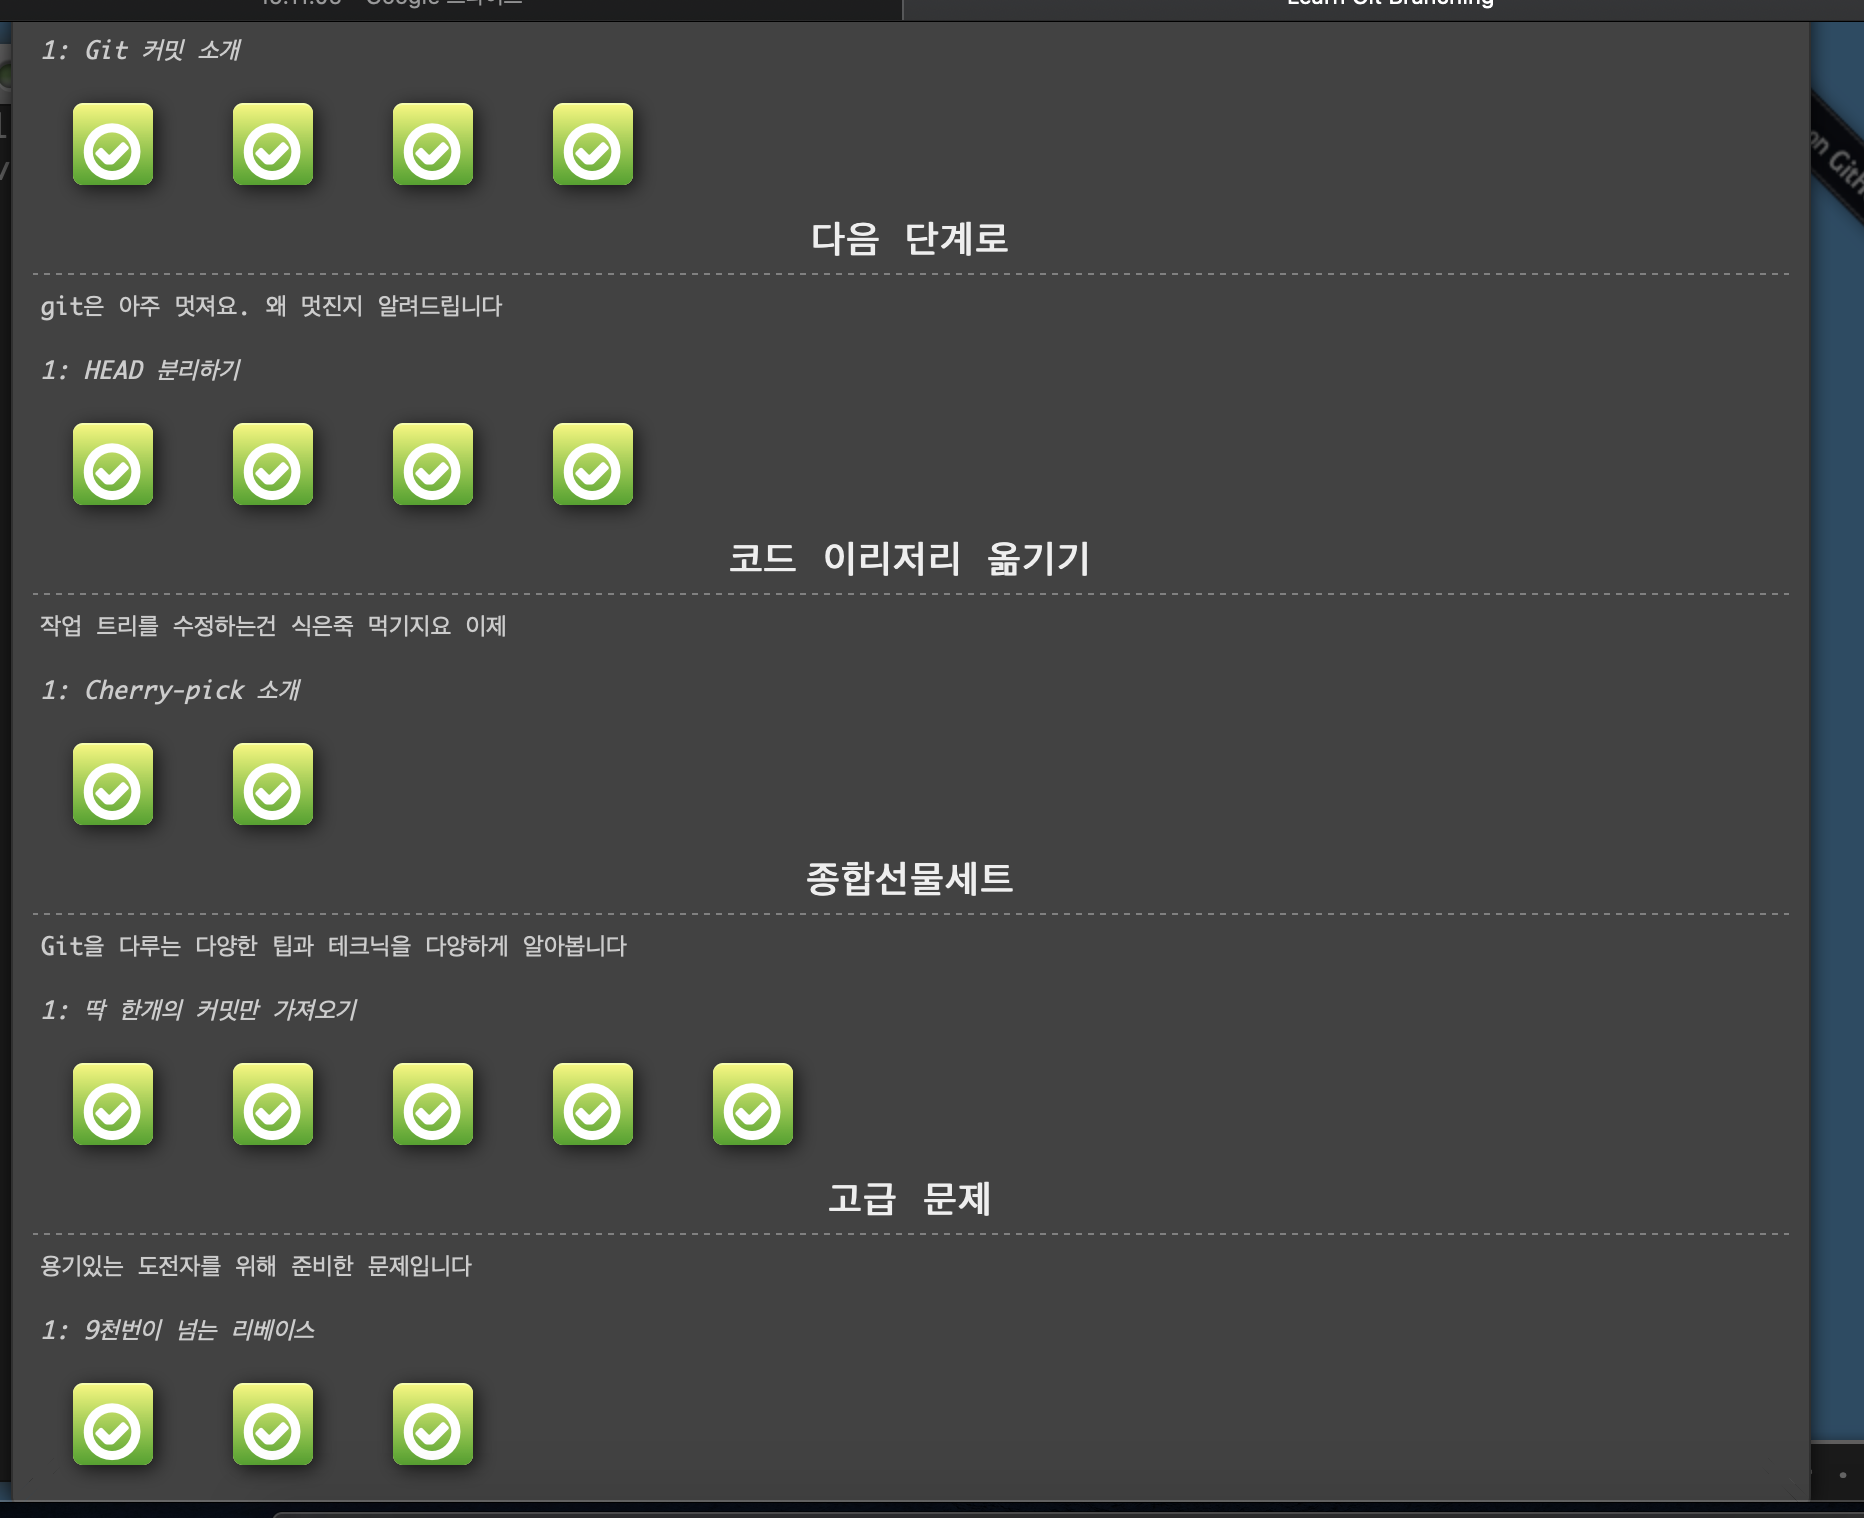 Learn Git Branching
1: Git 커밋 소개
다음 단계로
git은 아주 멋져요. 왜 멋진지 알려드립니다
1: HEAD 분리하기
코드 이리저리 옮기기
작업 트리를 수정하는건 식은죽 먹기지요 이제
1: Cherry-pick 소개
종합선물세트
Git을 다루는 다양한 팁과 테크닉을 다양하게 알아봅니다
1: 딱 한개의 커밋만 가져오기
고급 문제
용기있는 도전자를 위해 준비한 문제입니다
1: 9천번이 넘는 리베이스